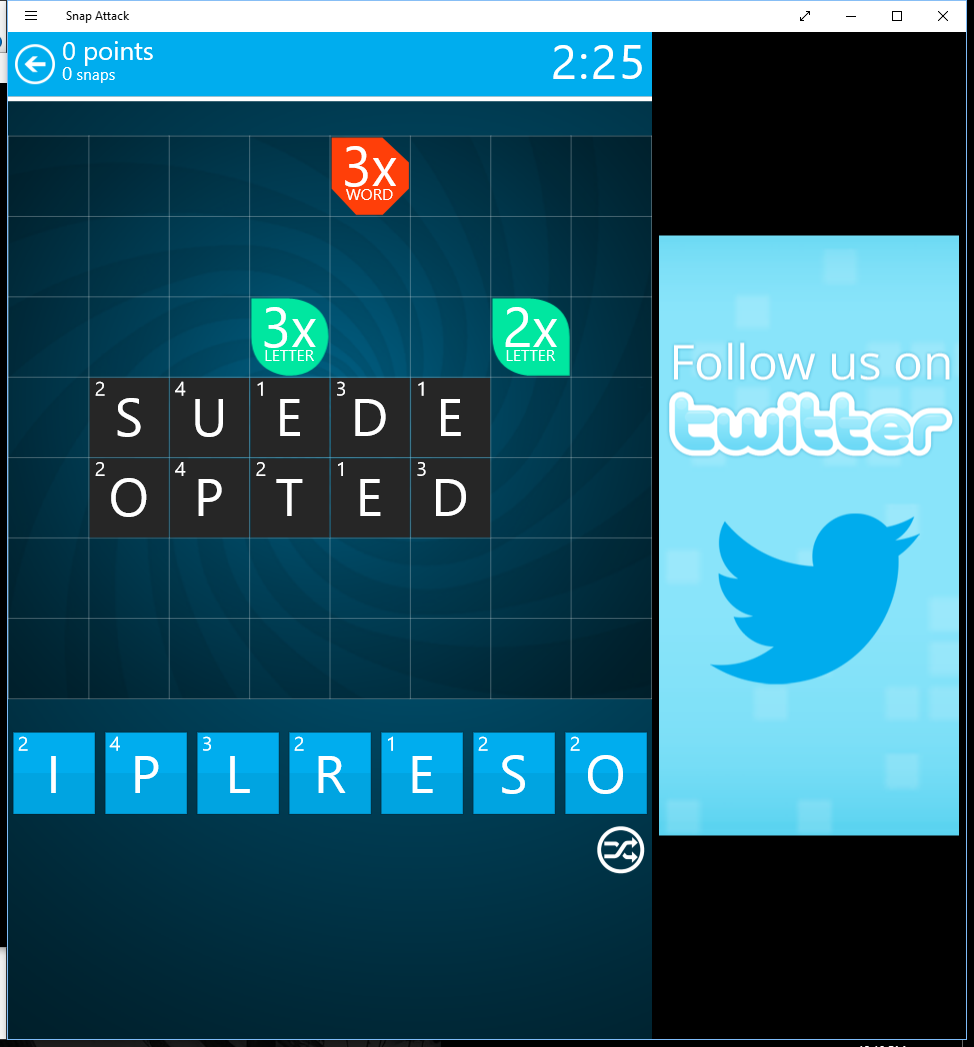 Snap Attack
0 points
0 snaps
2:25
3x
WORD
3x
LETTER
2x
LETTER
2 S 4 U 1 E 3 D 1 E
2 O 4 P 2 T 1 E 3 D
2 I 4 P 3 L 2 R 1 E 2 S 2 O
Follow us on
twitter